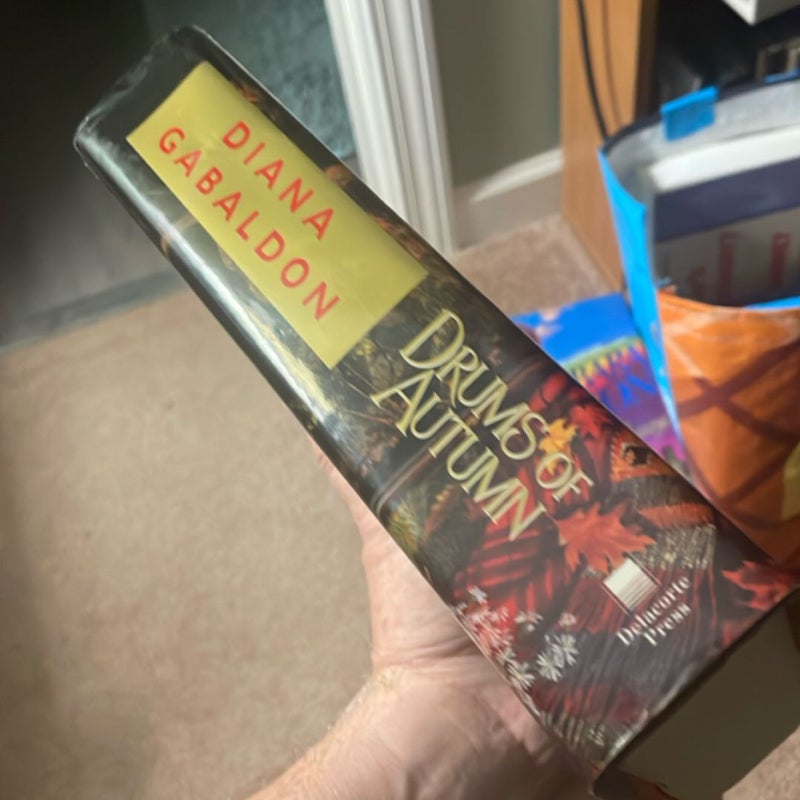 DIANA
GABALDON
DRUMS OF
AUTUMN
Delacorte
Press